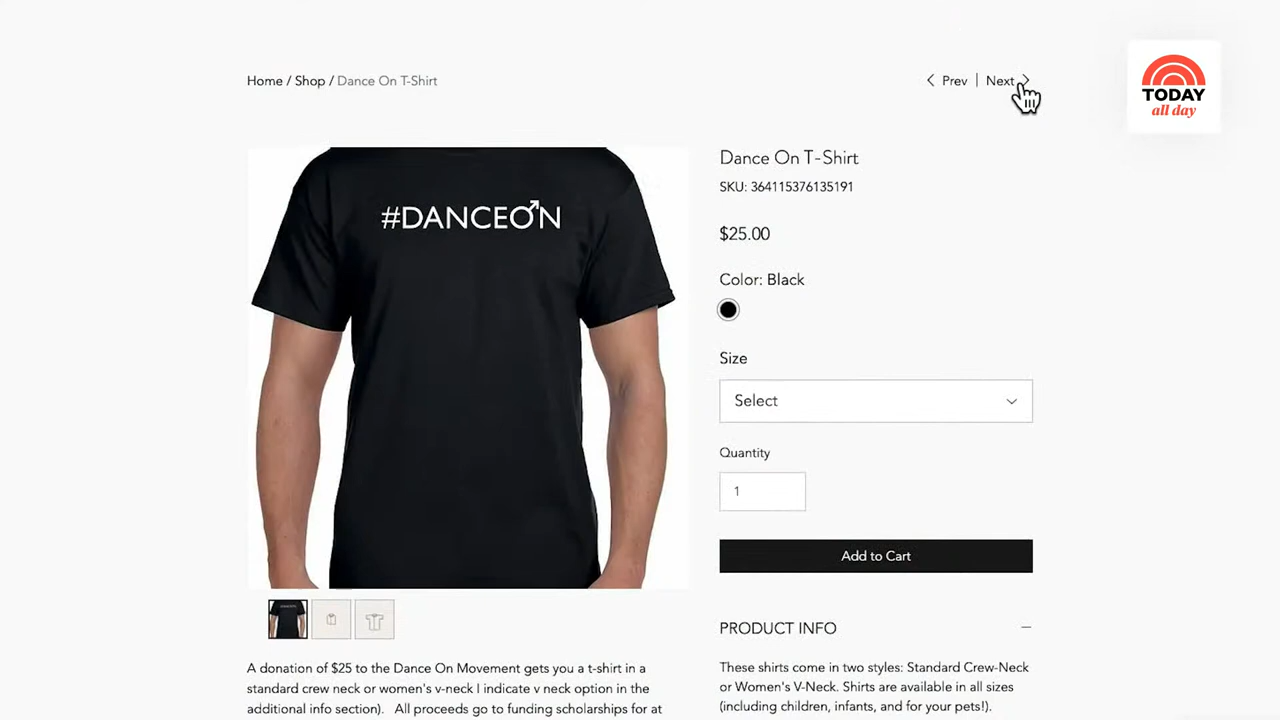 Home / Shop / Dance On T-Shirt
Prev | Next
TODAY
all day
#DANCEON
Dance On T-Shirt
SKU: 364115376135191
$25.00
Color: Black
Size
Select
Quantity
1
Add to Cart
PRODUCT INFO
These shirts come in two styles: Standard Crew-Neck
or Women's V-Neck. Shirts are available in all sizes
(including children, infants, and for your pets!).
A donation of $25 to the Dance On Movement gets you a t-shirt in a
standard crew neck or women's v-neck I indicate v neck option in the
additional info section). All proceeds go to funding scholarships for at